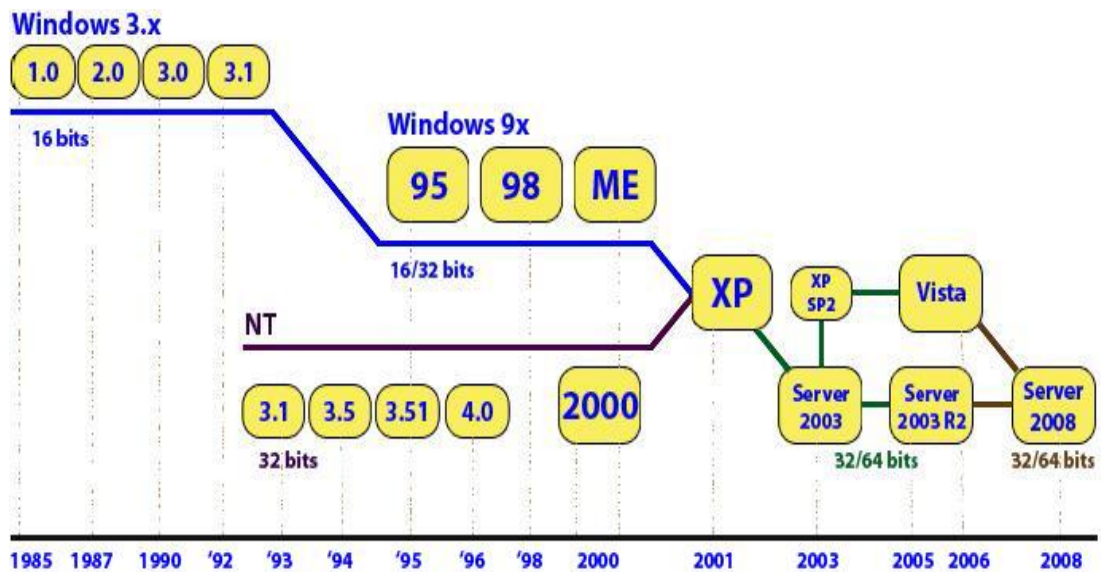 Windows 3.x
1.0 2.0 3.0 3.1
16 bits
Windows 9x
95 98 ME
16/32 bits
NT
3.1 3.5 3.51 4.0
32 bits
2000
XP
XP
SP2
Vista
Server
2003
Server
2003 R2
Server
2008
32/64 bits
32/64 bits
1985 1987 1990 '92 '93 '94 '95 '96 '98 2000 2001 2003 2005 2006 2008